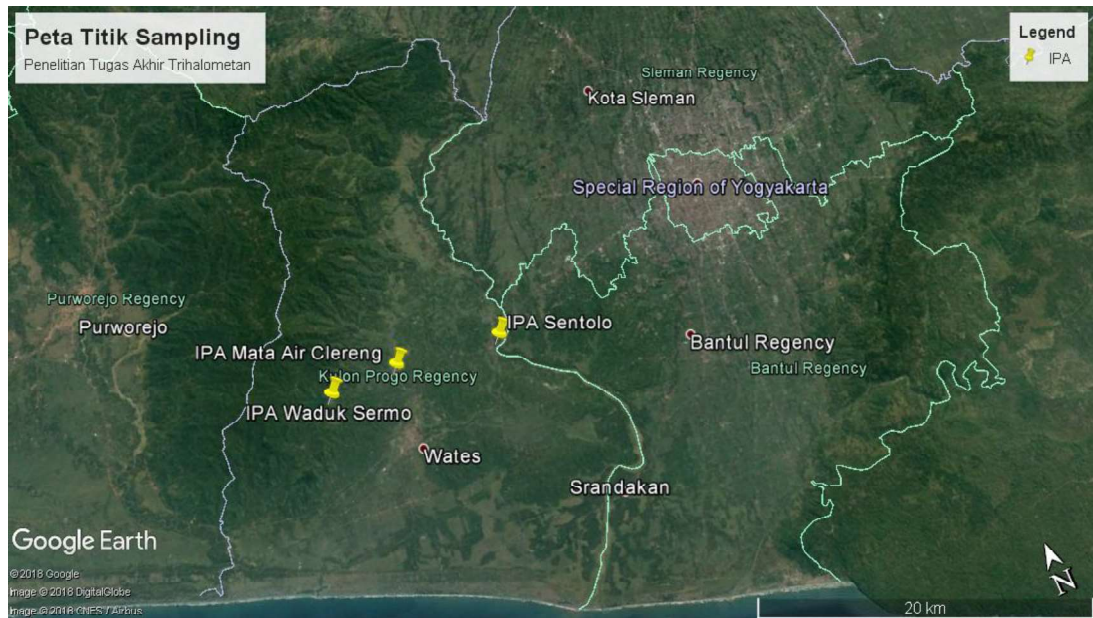 Peta Titik Sampling
Penelitian Tugas Akhir Trihalometan
Legend
IPA
Sleman Regency
Kota Sleman
Special Region of Yogyakarta
Purworejo Regency
Purworejo
IPA Sentolo
Bantul Regency
Bantul Regency
IPA Mata Air Clereng
Kulon Progo Regency
IPA Waduk Sermo
Wates
Srandakan
Google Earth
© 2018 Google
Image © 2018 DigitalGlobe
Image © 2018 CNES / Airbus
N
20 km